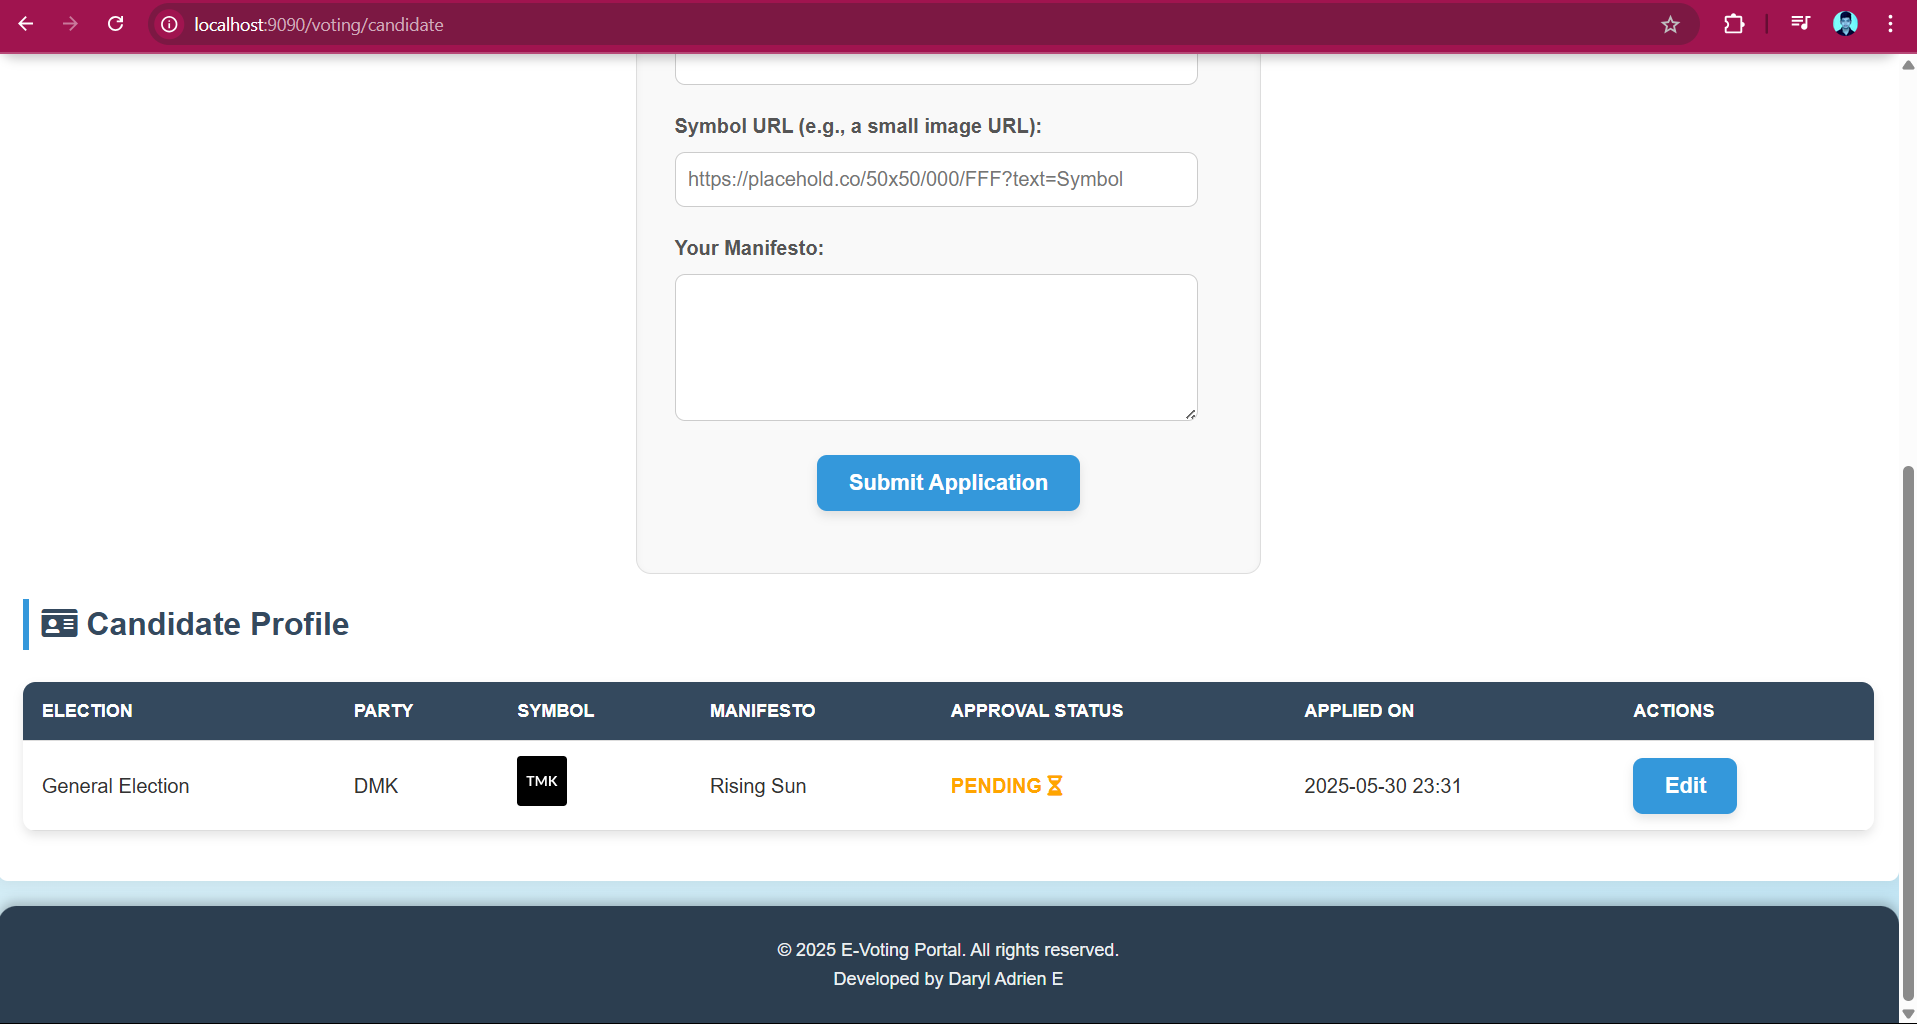 localhost:9090/voting/candidate
Symbol URL (e.g., a small image URL):
https://placehold.co/50x50/000/FFF?text=Symbol
Your Manifesto:
Submit Application
Candidate Profile
ELECTION PARTY SYMBOL MANIFESTO APPROVAL STATUS APPLIED ON ACTIONS
General Election DMK TMK Rising Sun PENDING 2025-05-30 23:31 Edit
© 2025 E-Voting Portal. All rights reserved.
Developed by Daryl Adrien E